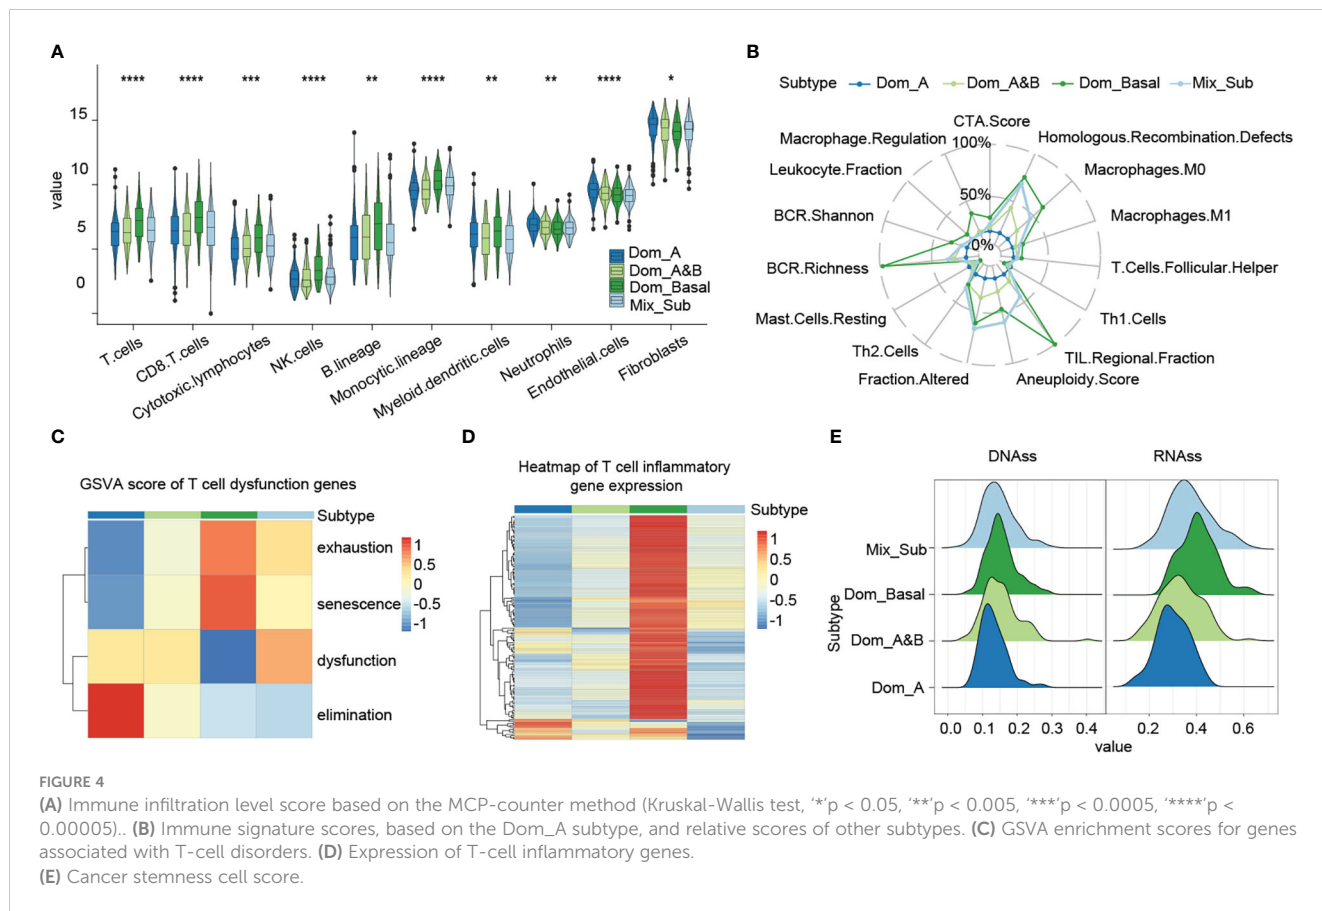 A
**** **** *** **** ** **** ** ** **** *
value
15
10
5
0
Dom_A
Dom_A&B
Dom_Basal
Mix_Sub
T.cells
CD8.T.cells
Cytotoxic.lymphocytes
NK.cells
B.lineage
Monocytic.lineage
Myeloid.dendritic.cells
Neutrophils
Endothelial.cells
Fibroblasts
B
Subtype Dom_A Dom_A&B Dom_Basal Mix_Sub
CTA.Score
Macrophage.Regulation
Homologous.Recombination.Defects
100%
Leukocyte.Fraction
Macrophages.M0
50%
BCR.Shannon
Macrophages.M1
0%
BCR.Richness
T.Cells.Follicular.Helper
Mast.Cells.Resting
Th1.Cells
Th2.Cells
TIL.Regional.Fraction
Fraction.Altered
Aneuploidy.Score
C
GSVA score of T cell dysfunction genes
Subtype
exhaustion
senescence
dysfunction
elimination
1
0.5
0
-0.5
-1
D
Heatmap of T cell inflammatory
gene expression
Subtype
1
0.5
0
-0.5
-1
E
DNAss RNAss
Subtype
Mix_Sub
Dom_Basal
Dom_A&B
Dom_A
0.0 0.1 0.2 0.3 0.4 0.2 0.4 0.6
value
FIGURE 4
(A) Immune infiltration level score based on the MCP-counter method (Kruskal-Wallis test, ‘*’p < 0.05, ‘**’p < 0.005, ‘***’p < 0.0005, ‘****’p <
0.00005).. (B) Immune signature scores, based on the Dom_A subtype, and relative scores of other subtypes. (C) GSVA enrichment scores for genes
associated with T-cell disorders. (D) Expression of T-cell inflammatory genes.
(E) Cancer stemness cell score.